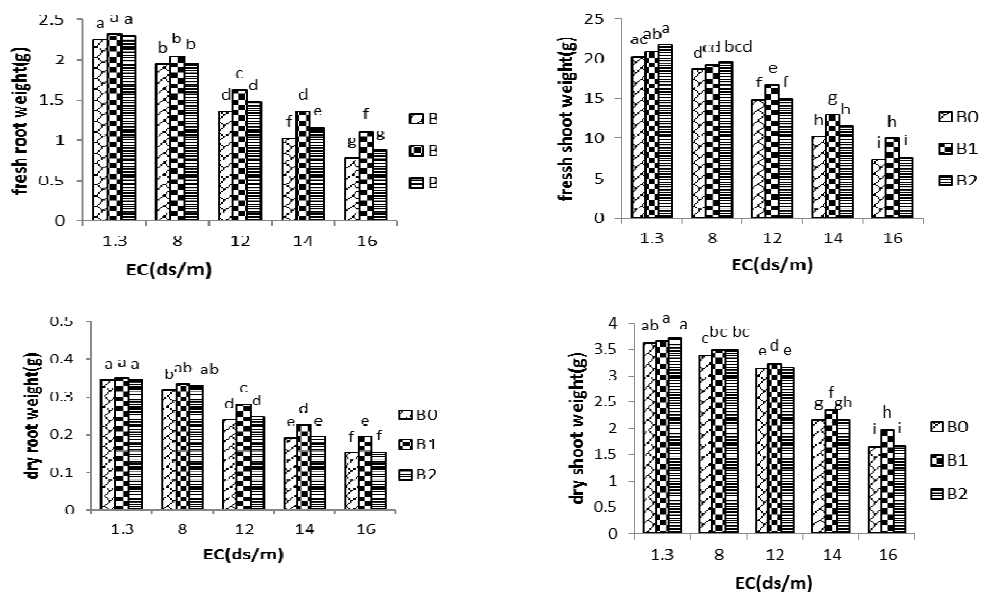 fresh root weight(g)
2.5
2
1.5
1
0.5
0
a a a
b b b
d c d
f d e
g f g
1.3 8 12 14 16
EC(ds/m)
B
B
B
fressh shoot weight(g)
25
20
15
10
5
0
ac ab a
d cd bcd
f e f
h g h
i h i
1.3 8 12 14 16
EC(ds/m)
B0
B1
B2
dry root weight(g)
0.5
0.4
0.3
0.2
0.1
0
a a a
b ab ab
d c d
e d e
f e f
1.3 8 12 14 16
EC(ds/m)
B0
B1
B2
dry shoot weight(g)
4
3.5
3
2.5
2
1.5
1
0.5
0
ab a a
c bc bc
e d e
g f gh
i h i
1.3 8 12 14 16
EC(ds/m)
B0
B1
B2